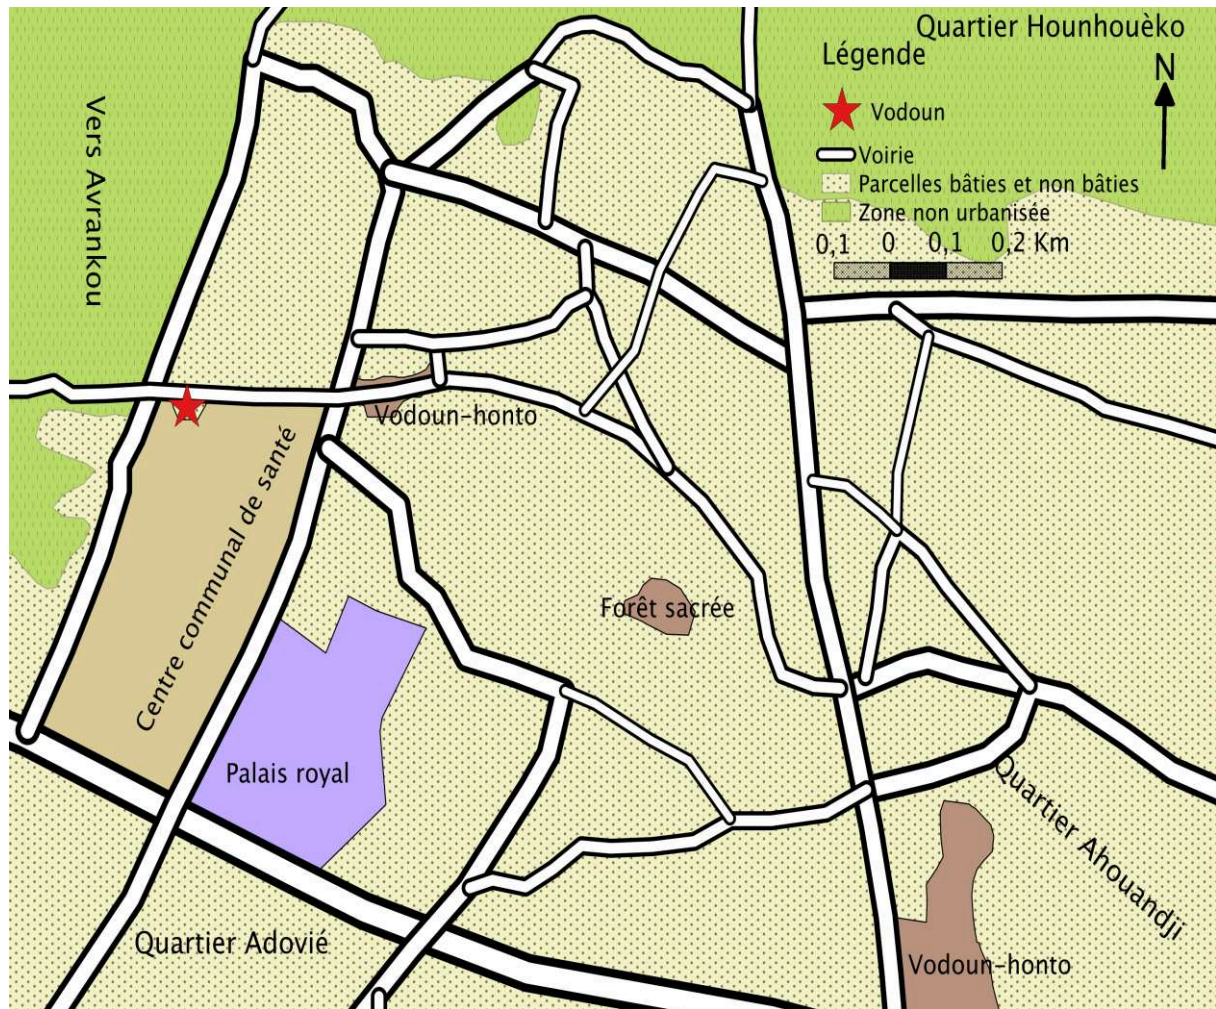 Quartier Hounhouèko
Légende
N
Vodoun
Voirie
Parcelles bâties et non bâties
Zone non urbanisée
0,1 0 0,1 0,2 Km
Vers Avrankou
Vodoun-honto
Centre communal de santé
Forêt sacrée
Palais royal
Quartier Ahouandji
Quartier Adovié
Vodoun-honto